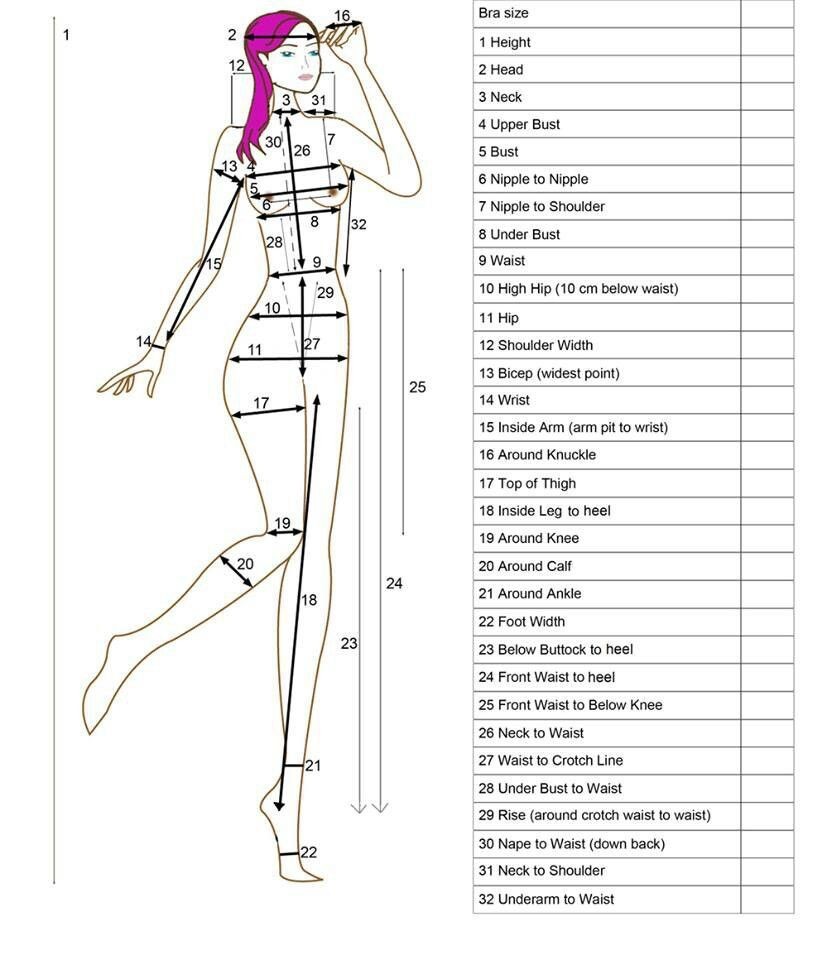 1
2
16
12
3
31
30
26
7
13
4
5
6
8
32
28
15
9
29
10
14
27
11
25
17
19
20
24
18
23
21
22
Bra size
1 Height
2 Head
3 Neck
4 Upper Bust
5 Bust
6 Nipple to Nipple
7 Nipple to Shoulder
8 Under Bust
9 Waist
10 High Hip (10 cm below waist)
11 Hip
12 Shoulder Width
13 Bicep (widest point)
14 Wrist
15 Inside Arm (arm pit to wrist)
16 Around Knuckle
17 Top of Thigh
18 Inside Leg to heel
19 Around Knee
20 Around Calf
21 Around Ankle
22 Foot Width
23 Below Buttock to heel
24 Front Waist to heel
25 Front Waist to Below Knee
26 Neck to Waist
27 Waist to Crotch Line
28 Under Bust to Waist
29 Rise (around crotch waist to waist)
30 Nape to Waist (down back)
31 Neck to Shoulder
32 Underarm to Waist